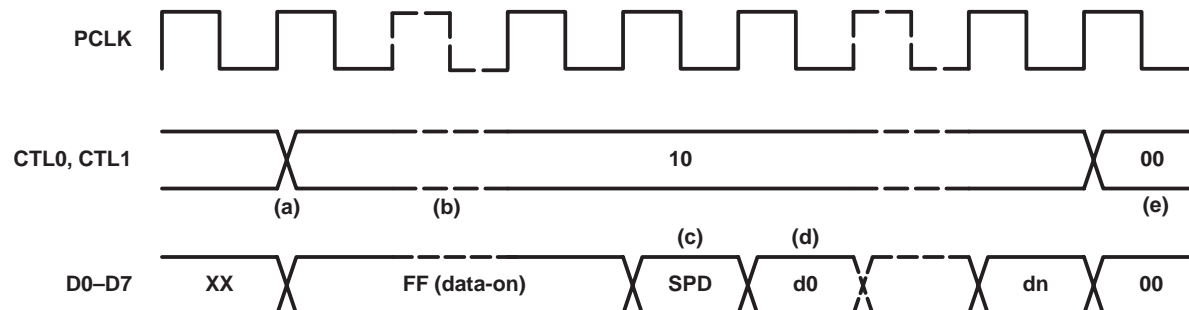 PCLK
CTL0, CTL1
10
00
(a)
(b)
(e)
(c)
(d)
D0–D7
XX
FF (data-on)
SPD
d0
dn
00